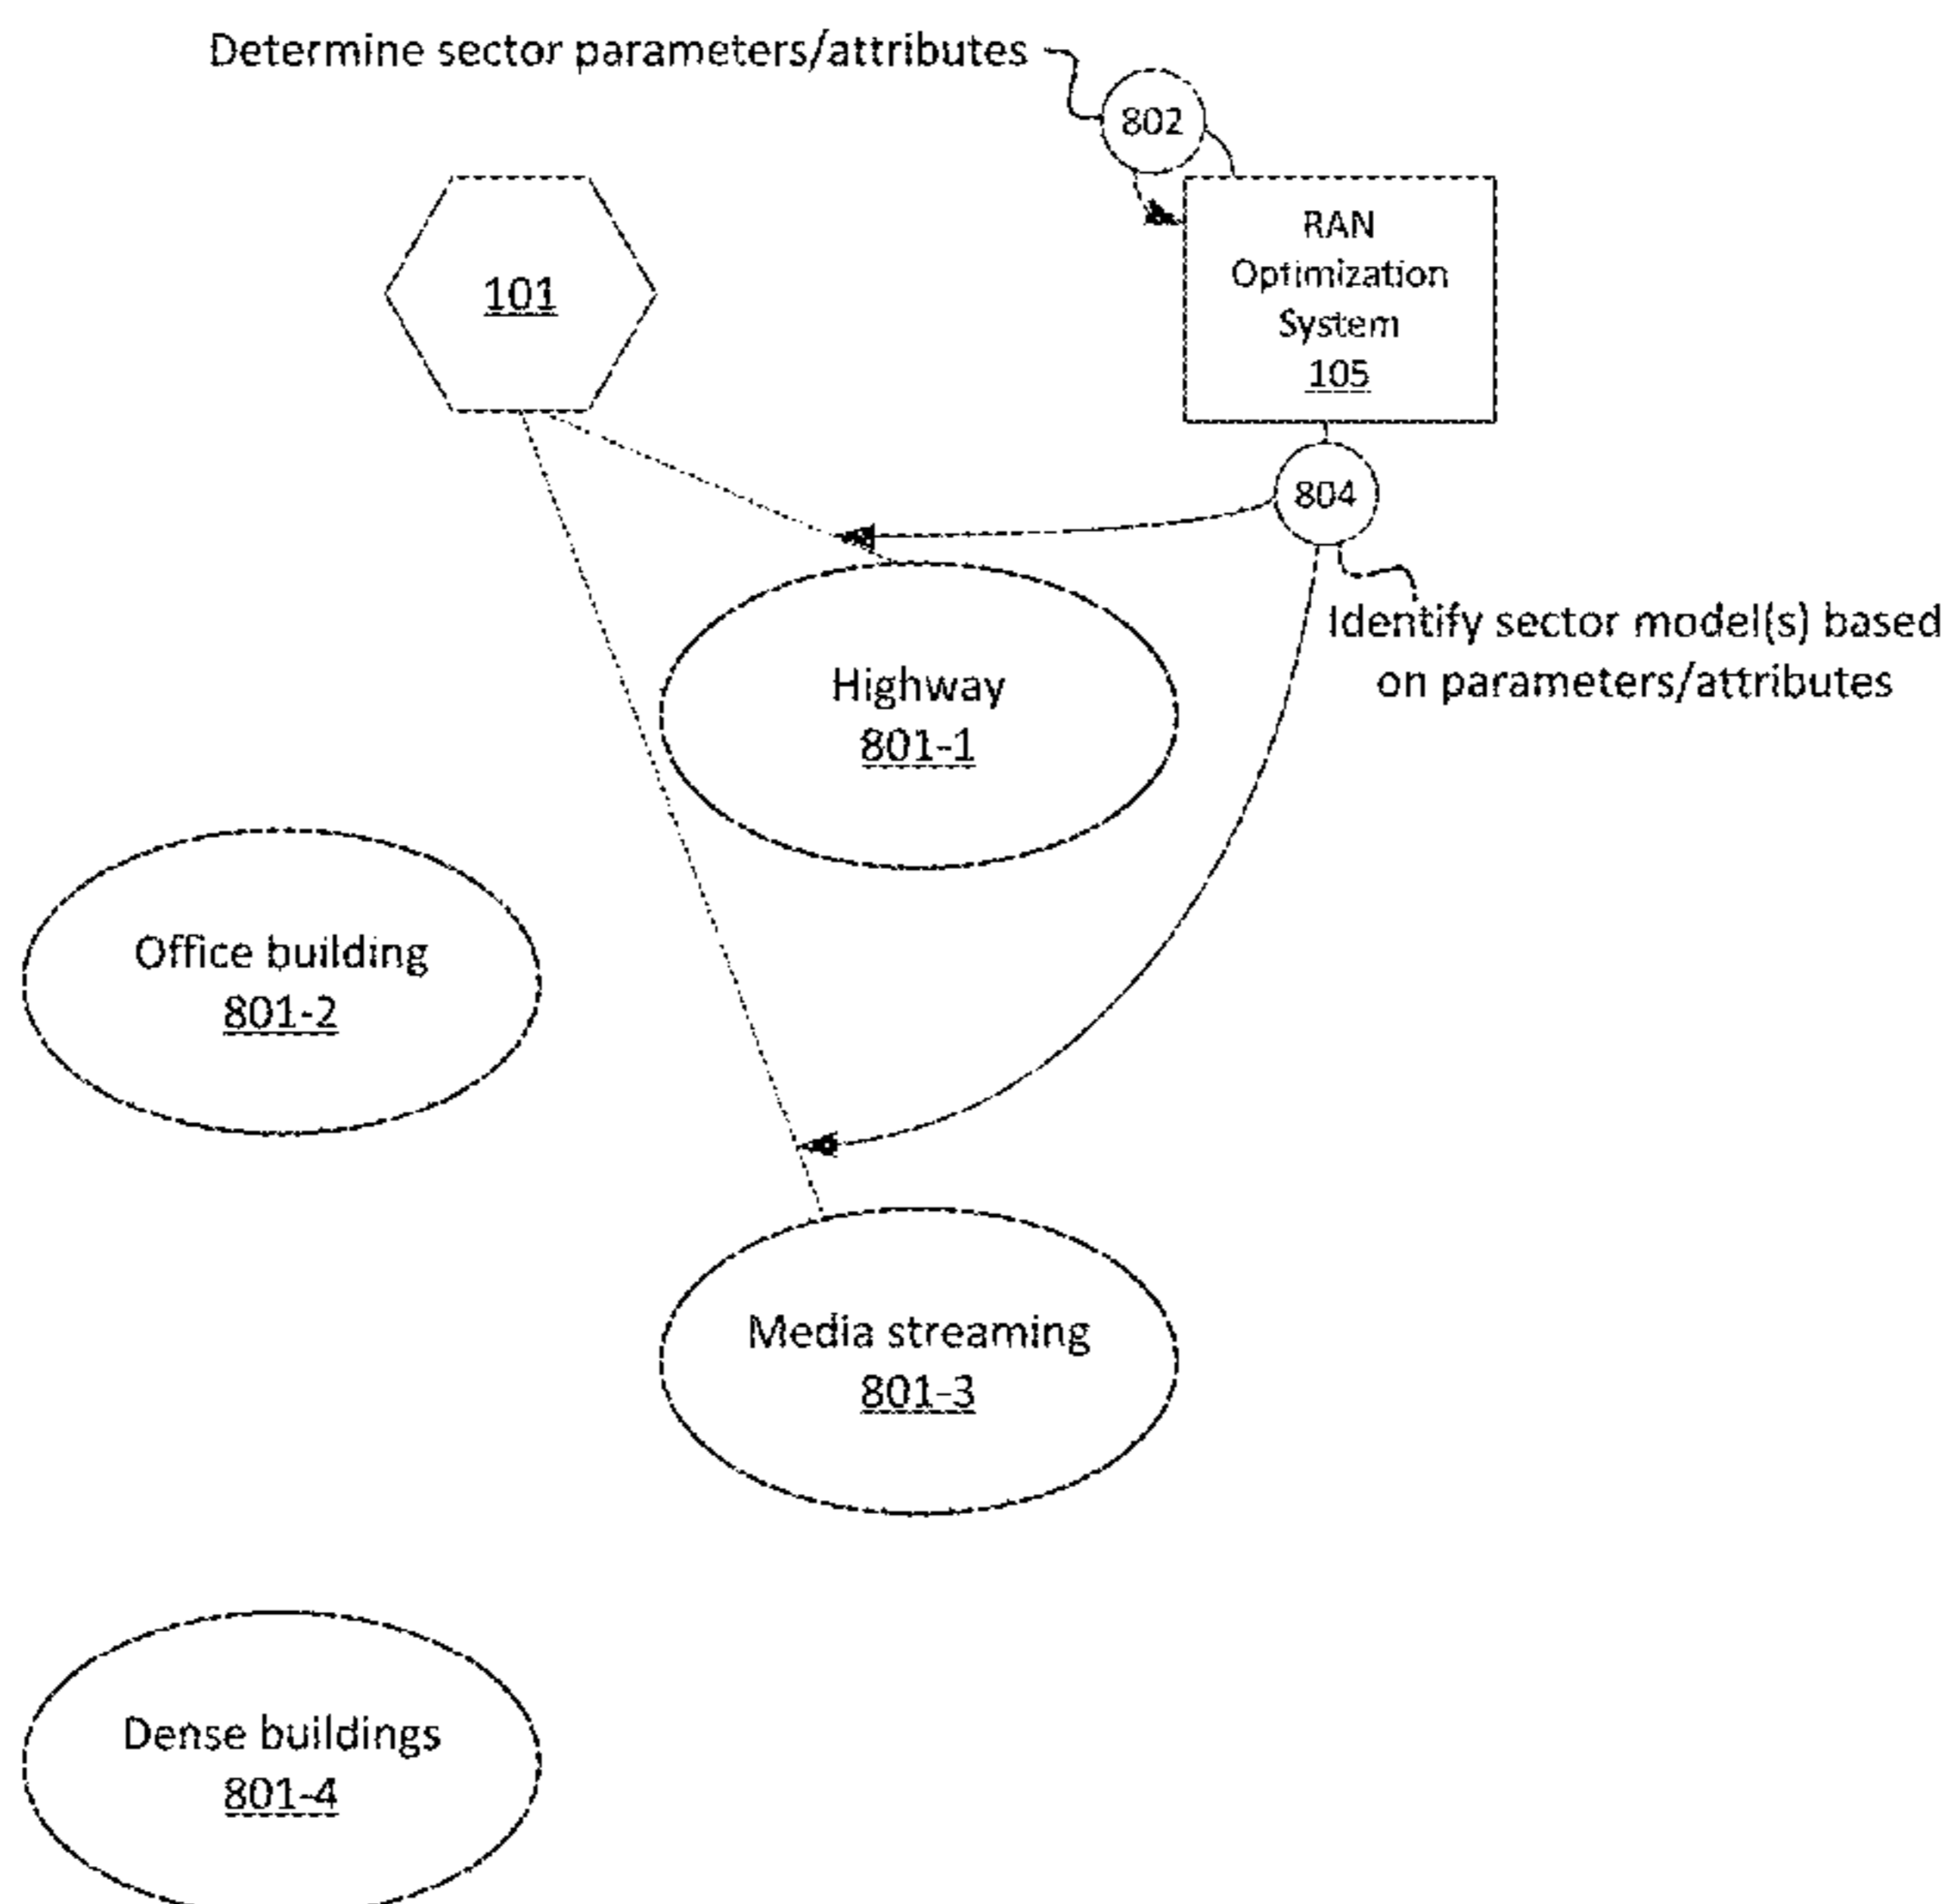 Determine sector parameters/attributes
802
RAN
Optimization
System
105
101
804
Identify sector model(s) based
on parameters/attributes
Highway
801-1
Office building
801-2
Media streaming
801-3
Dense buildings
801-4